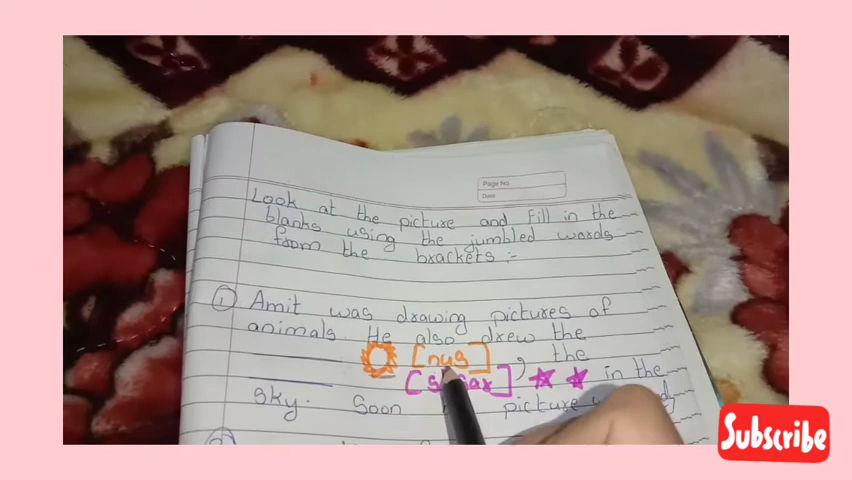 Page No
Date
Look at the picture and fill in the
blanks using the jumbled words
from the brackets :-
① Amit was drawing pictures of
animals. He also drew the
[nus] , the
in the
sky. Soon picture
Subscribe